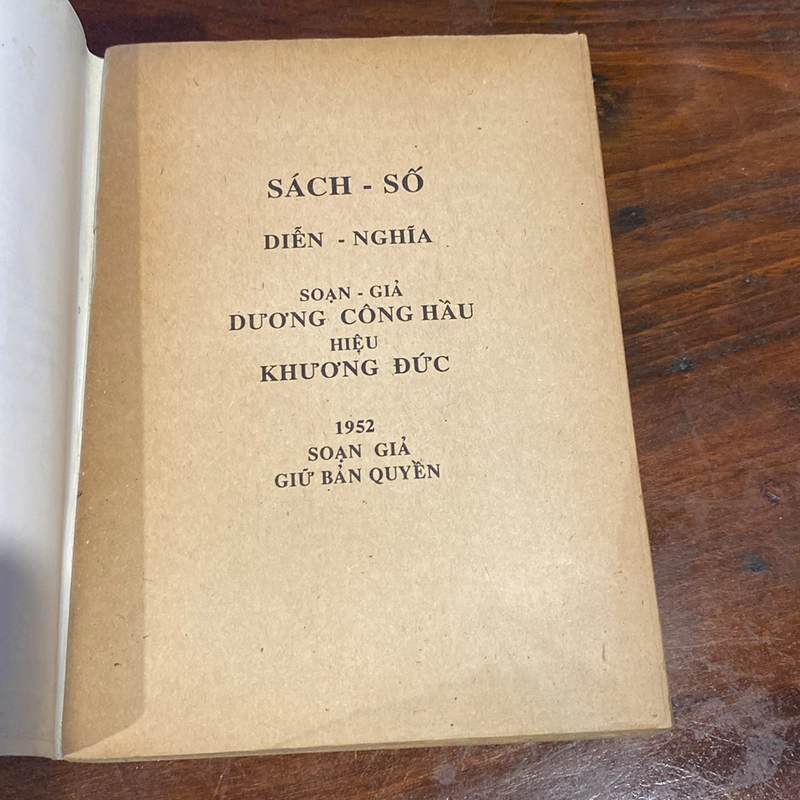 SÁCH - SỐ
DIỄN - NGHĨA
SOẠN - GIẢ
DƯƠNG CÔNG HẦU
HIỆU
KHƯƠNG ĐỨC
1952
SOẠN GIẢ
GIỮ BẢN QUYỀN